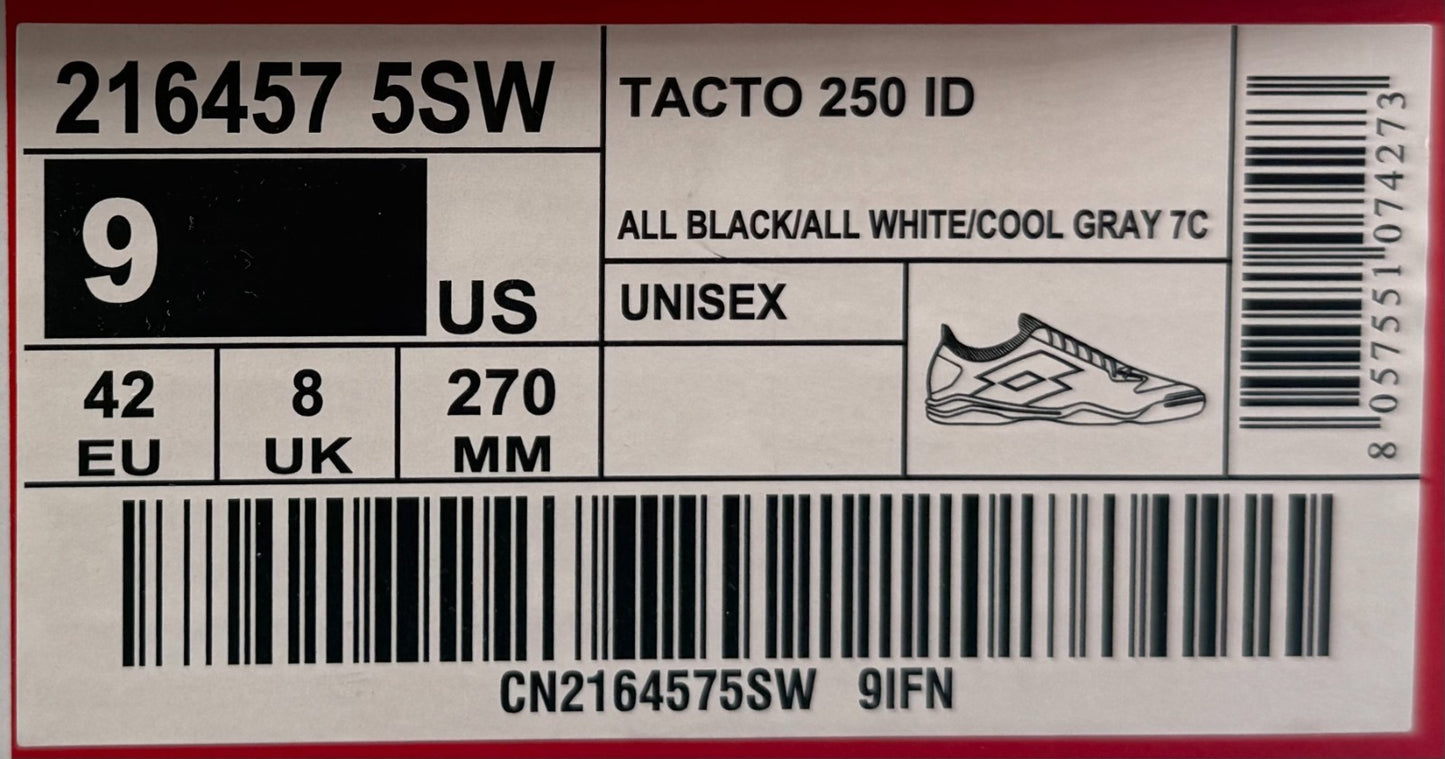 216457 5SW
TACTO 250 ID
ALL BLACK/ALL WHITE/COOL GRAY 7C
9
US
UNISEX
42
EU
8
UK
270
MM
8 057551 074273
CN2164575SW 9IFN